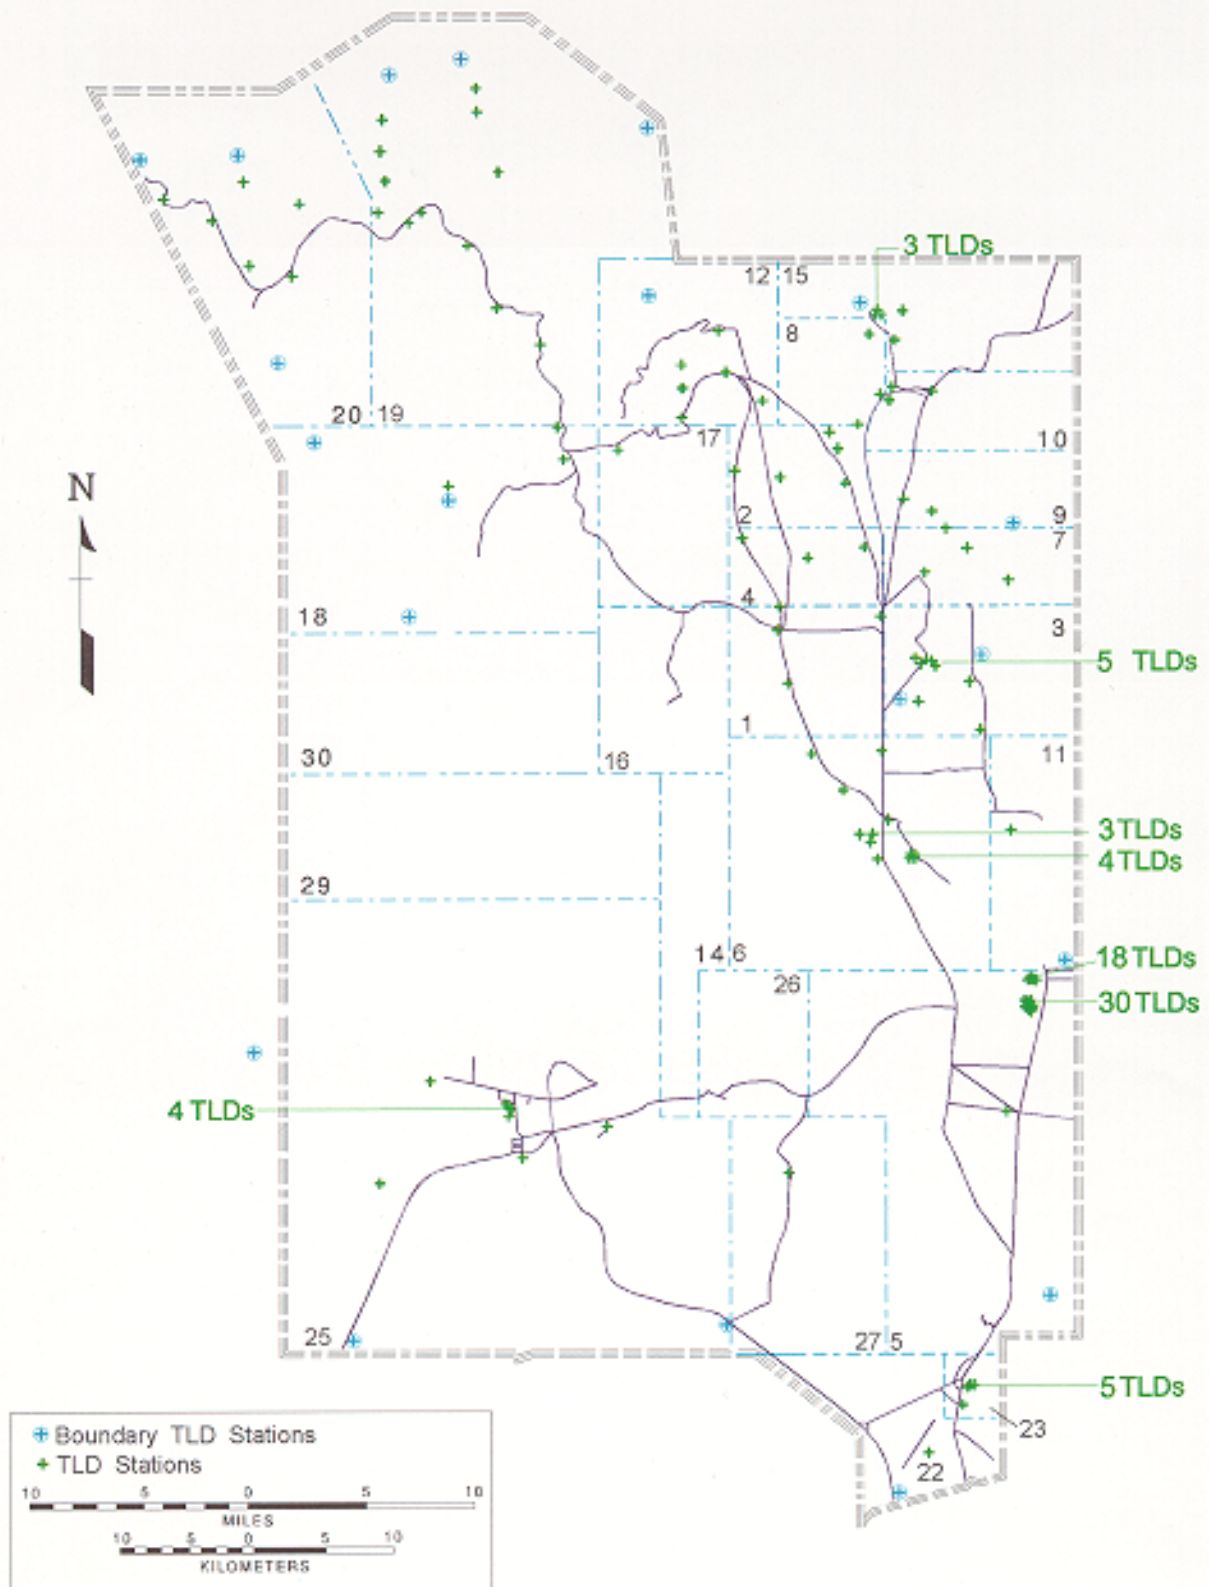 3 TLDs
12 15
8
20 19
17
10
N
2
9
7
18
4
3
5 TLDs
1
30
16
11
3 TLDs
4 TLDs
29
14 6
18 TLDs
26
30 TLDs
4 TLDs
25
27 5
5 TLDs
23
22
Boundary TLD Stations
TLD Stations
10 5 0 5 10
MILES
10 5 0 5 10
KILOMETERS